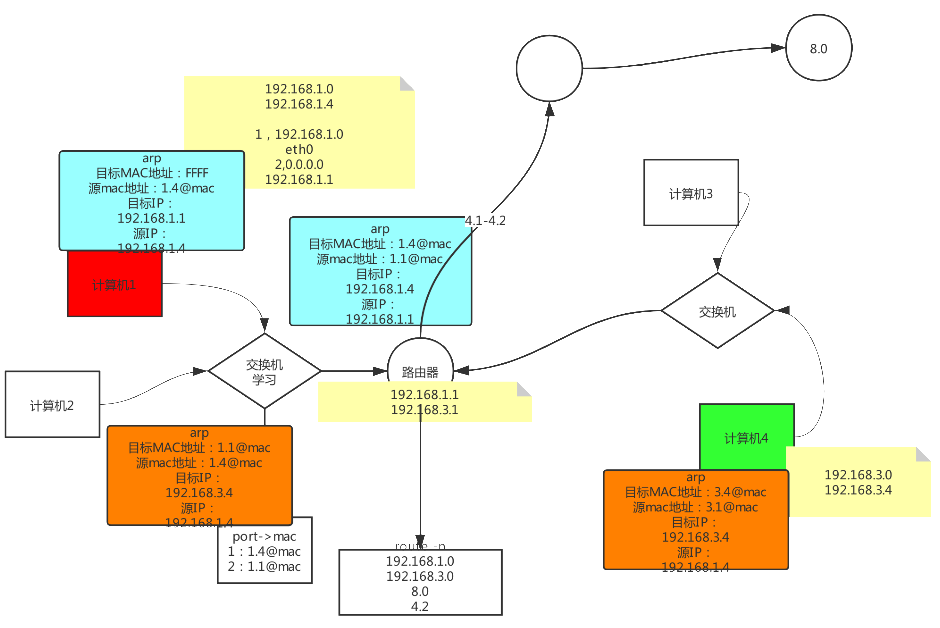 8.0
192.168.1.0
192.168.1.4
1，192.168.1.0
eth0
2,0.0.0.0
192.168.1.1
arp
目标MAC地址：FFFF
源mac地址：1.4@mac
目标IP：
192.168.1.1
源IP：
192.168.1.4
计算机1
arp
目标MAC地址：1.4@mac
源mac地址：1.1@mac
目标IP：
192.168.1.4
源IP：
192.168.1.1
4.1-4.2
计算机3
交换机
交换机
学习
路由器
192.168.1.1
192.168.3.1
计算机2
计算机4
192.168.3.0
192.168.3.4
arp
目标MAC地址：1.1@mac
源mac地址：1.4@mac
目标IP：
192.168.3.4
源IP：
192.168.1.4
port->mac
1：1.4@mac
2：1.1@mac
arp
目标MAC地址：3.4@mac
源mac地址：3.1@mac
目标IP：
192.168.3.4
源IP：
192.168.1.4
route -n
192.168.1.0
192.168.3.0
8.0
4.2